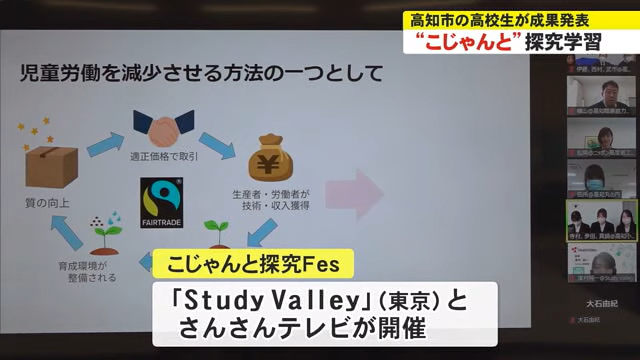 高知市の高校生が成果発表
“こじゃんと”探究学習
児童労働を減少させる方法の一つとして
適正価格で取引
質の向上
FAIRTRADE
生産者・労働者が
技術・収入獲得
育成環境が
整備される
大石由紀
大石由紀
こじゃんと探究Fes
「Study Valley」(東京)と
さんさんテレビが開催